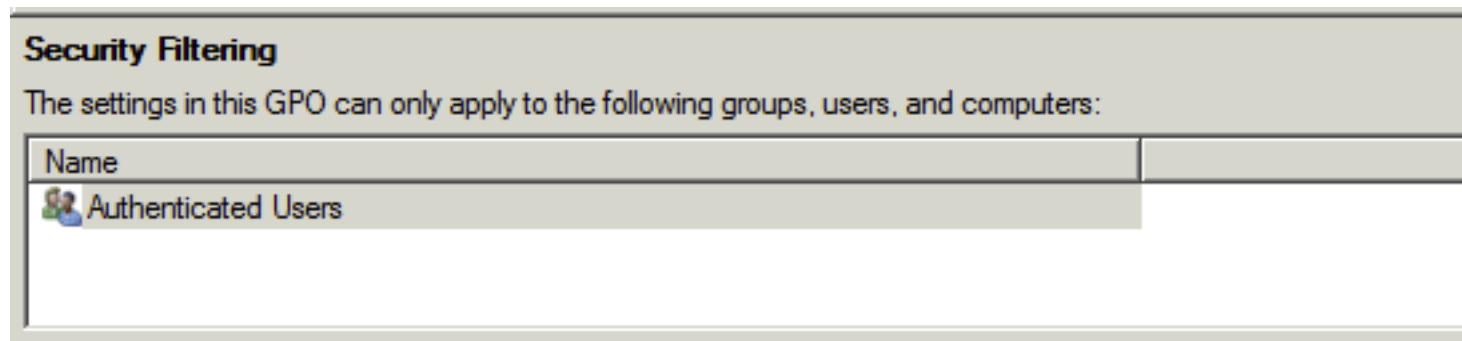 Security Filtering
The settings in this GPO can only apply to the following groups, users, and computers:
Name
Authenticated Users